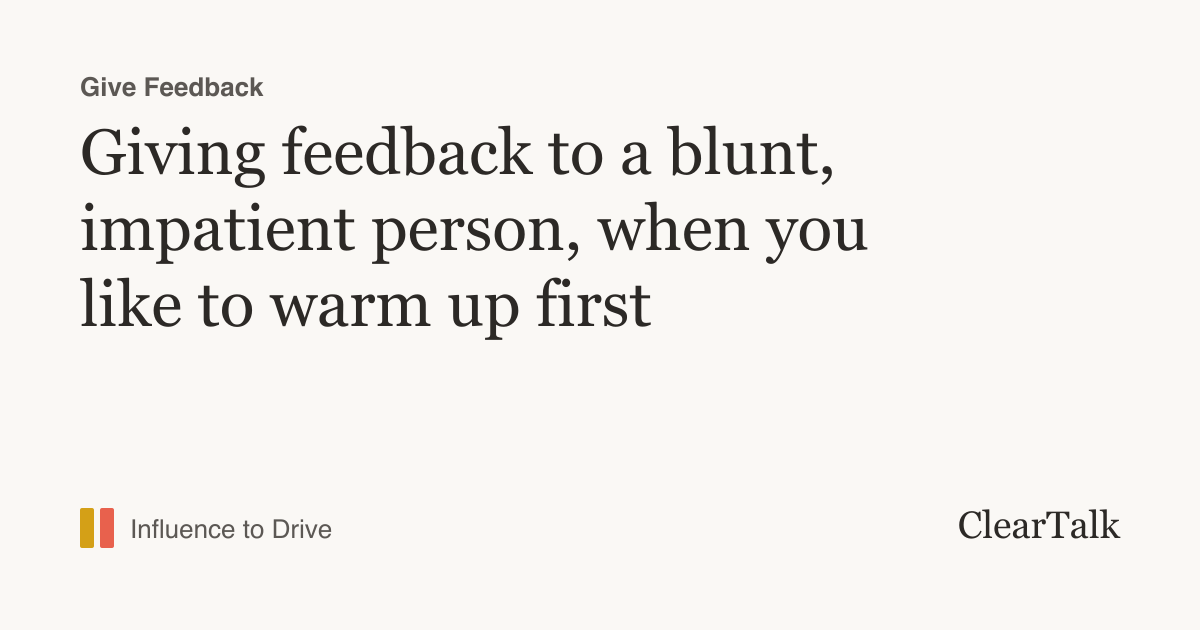 Give Feedback
Giving feedback to a blunt,
impatient person, when you
like to warm up first
Influence to Drive
ClearTalk